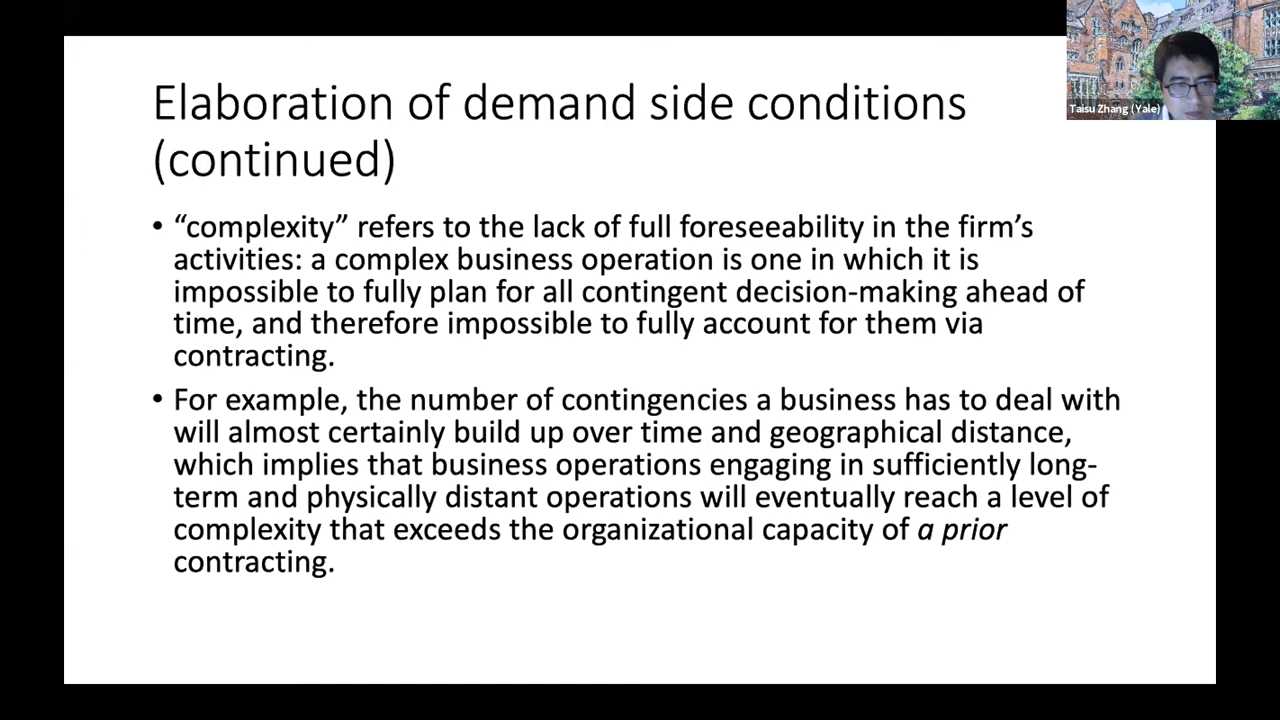 Elaboration of demand side conditions
(continued)
• “complexity” refers to the lack of full foreseeability in the firm’s
activities: a complex business operation is one in which it is
impossible to fully plan for all contingent decision-making ahead of
time, and therefore impossible to fully account for them via
contracting.
• For example, the number of contingencies a business has to deal with
will almost certainly build up over time and geographical distance,
which implies that business operations engaging in sufficiently long-
term and physically distant operations will eventually reach a level of
complexity that exceeds the organizational capacity of a prior
contracting.
Taisu Zhang (Yale)